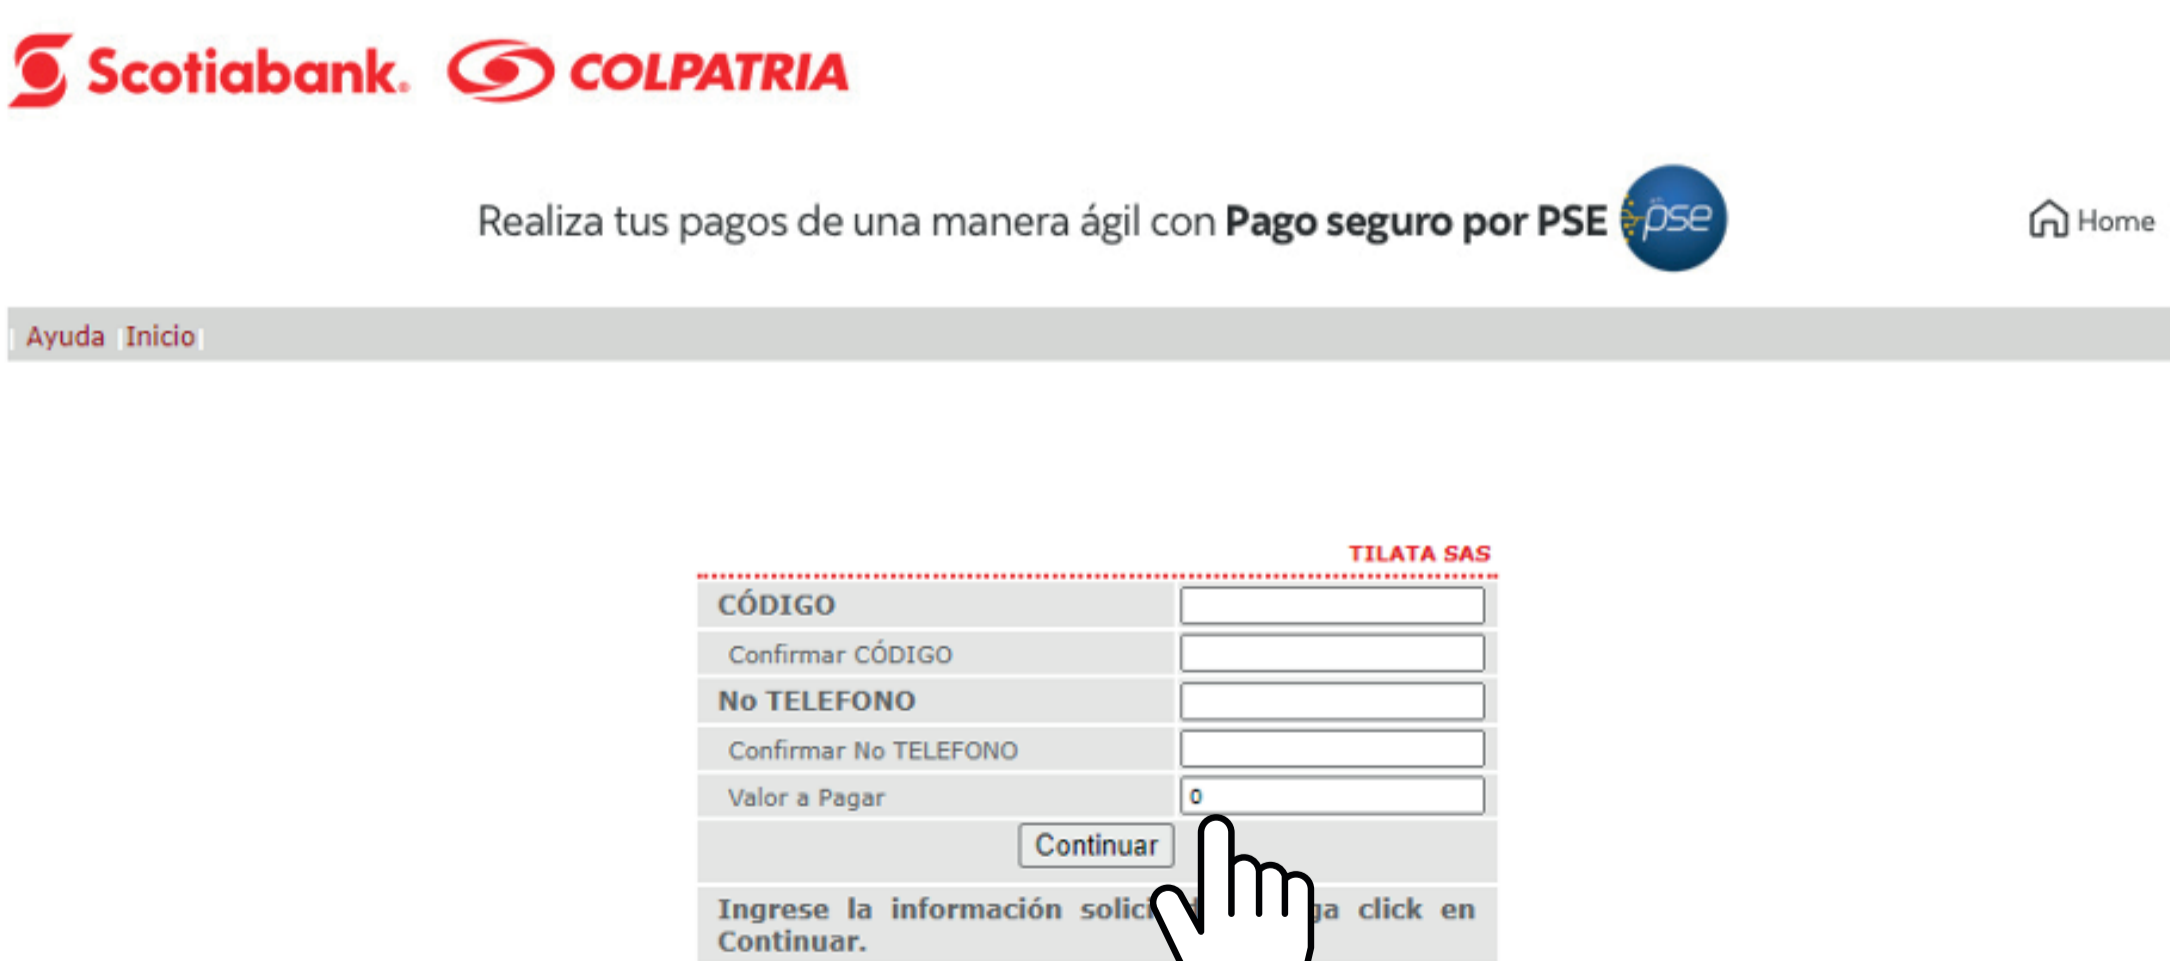 Scotiabank. COLPATRIA
Realiza tus pagos de una manera ágil con Pago seguro por PSE pse
Home
Ayuda |Inicio|
TILATA SAS
CÓDIGO
Confirmar CÓDIGO
No TELEFONO
Confirmar No TELEFONO
Valor a Pagar 0
Continuar
Ingrese la información click en
Continuar.